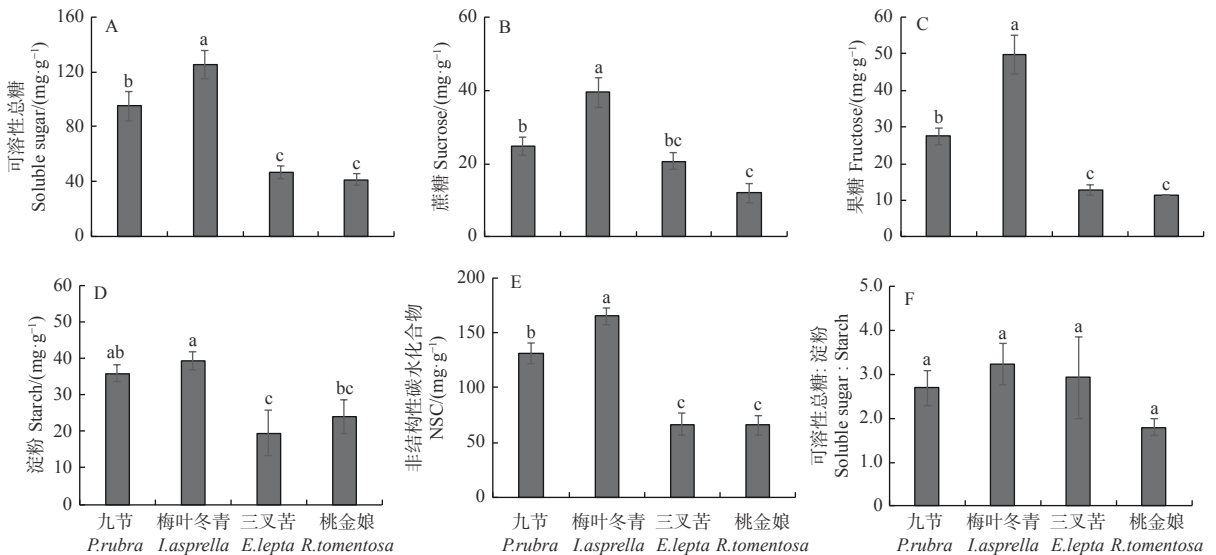 A
可溶性总糖
Soluble sugar/(mg·g⁻¹)
160
120
80
40
0
b
a
c
c
B
蔗糖 Sucrose/(mg·g⁻¹)
60
40
20
0
b
a
bc
c
C
果糖 Fructose/(mg·g⁻¹)
60
50
40
30
20
10
0
b
a
c
c
D
淀粉 Starch/(mg·g⁻¹)
60
50
40
30
20
10
0
ab
a
c
bc
九节
梅叶冬青
三叉苦
桃金娘
P.rubra
I.asprella
E.lepta
R.tomentosa
E
非结构性碳水化合物
NSC/(mg·g⁻¹)
200
150
100
50
0
b
a
c
c
九节
梅叶冬青
三叉苦
桃金娘
P.rubra
I.asprella
E.lepta
R.tomentosa
F
可溶性总糖: 淀粉
Soluble sugar : Starch
5.0
4.0
3.0
2.0
1.0
0
a
a
a
a
九节
梅叶冬青
三叉苦
桃金娘
P.rubra
I.asprella
E.lepta
R.tomentosa